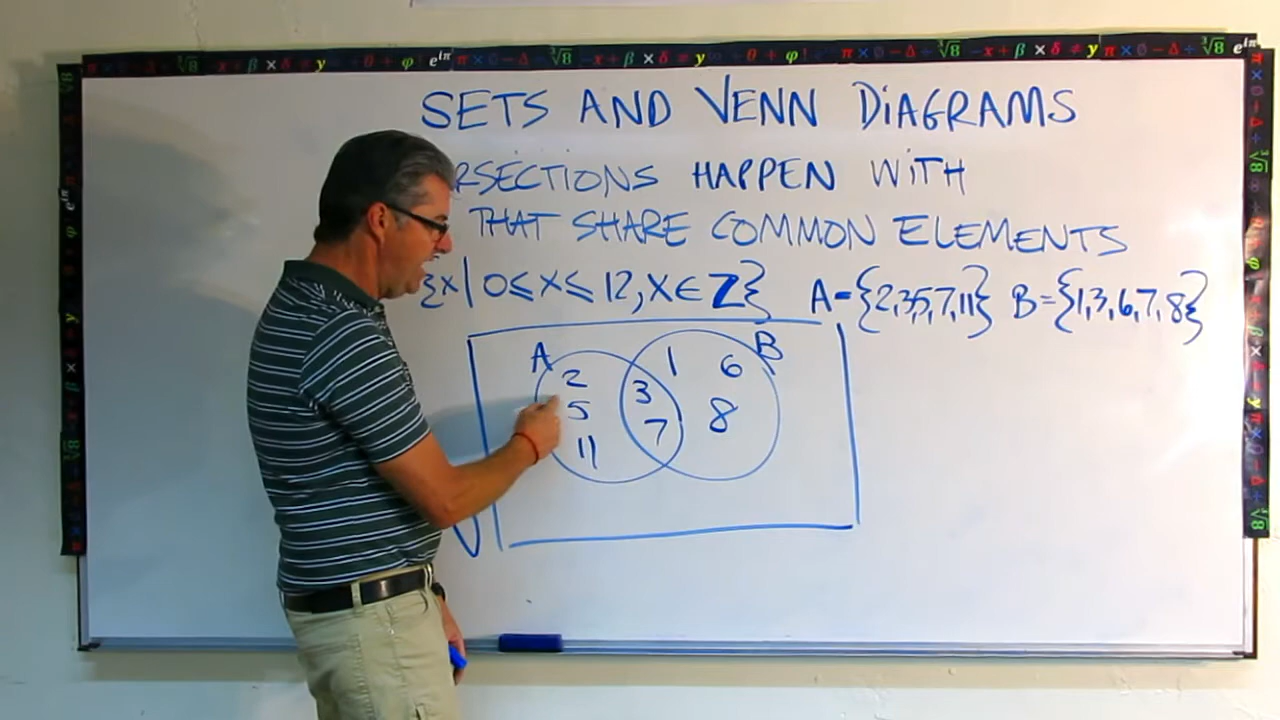 SETS AND VENN DIAGRAMS
RSECTIONS HAPPEN WITH
THAT SHARE COMMON ELEMENTS
{x| 0≤x≤12, x∈Z} A={2,3,5,7,11} B={1,3,6,7,8}
A B
2 3 1 6
5 7 8
11
U